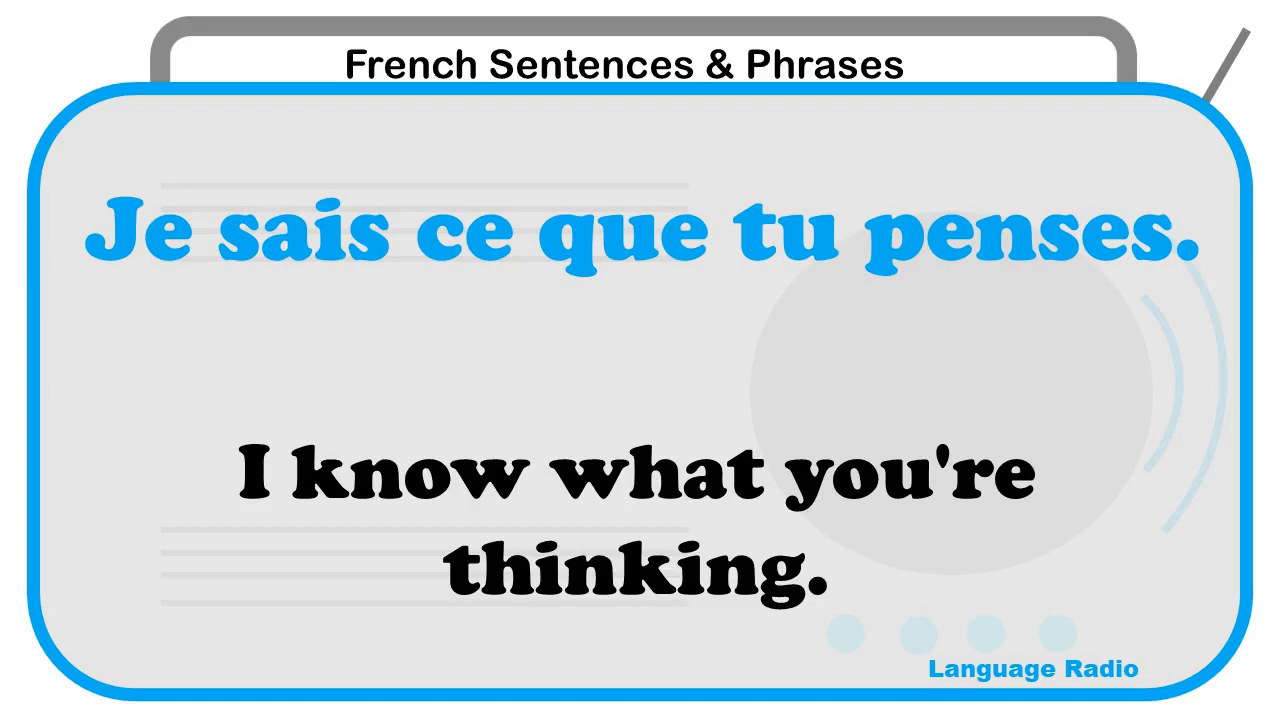 French Sentences & Phrases
Je sais ce que tu penses.
I know what you're
thinking.
Language Radio